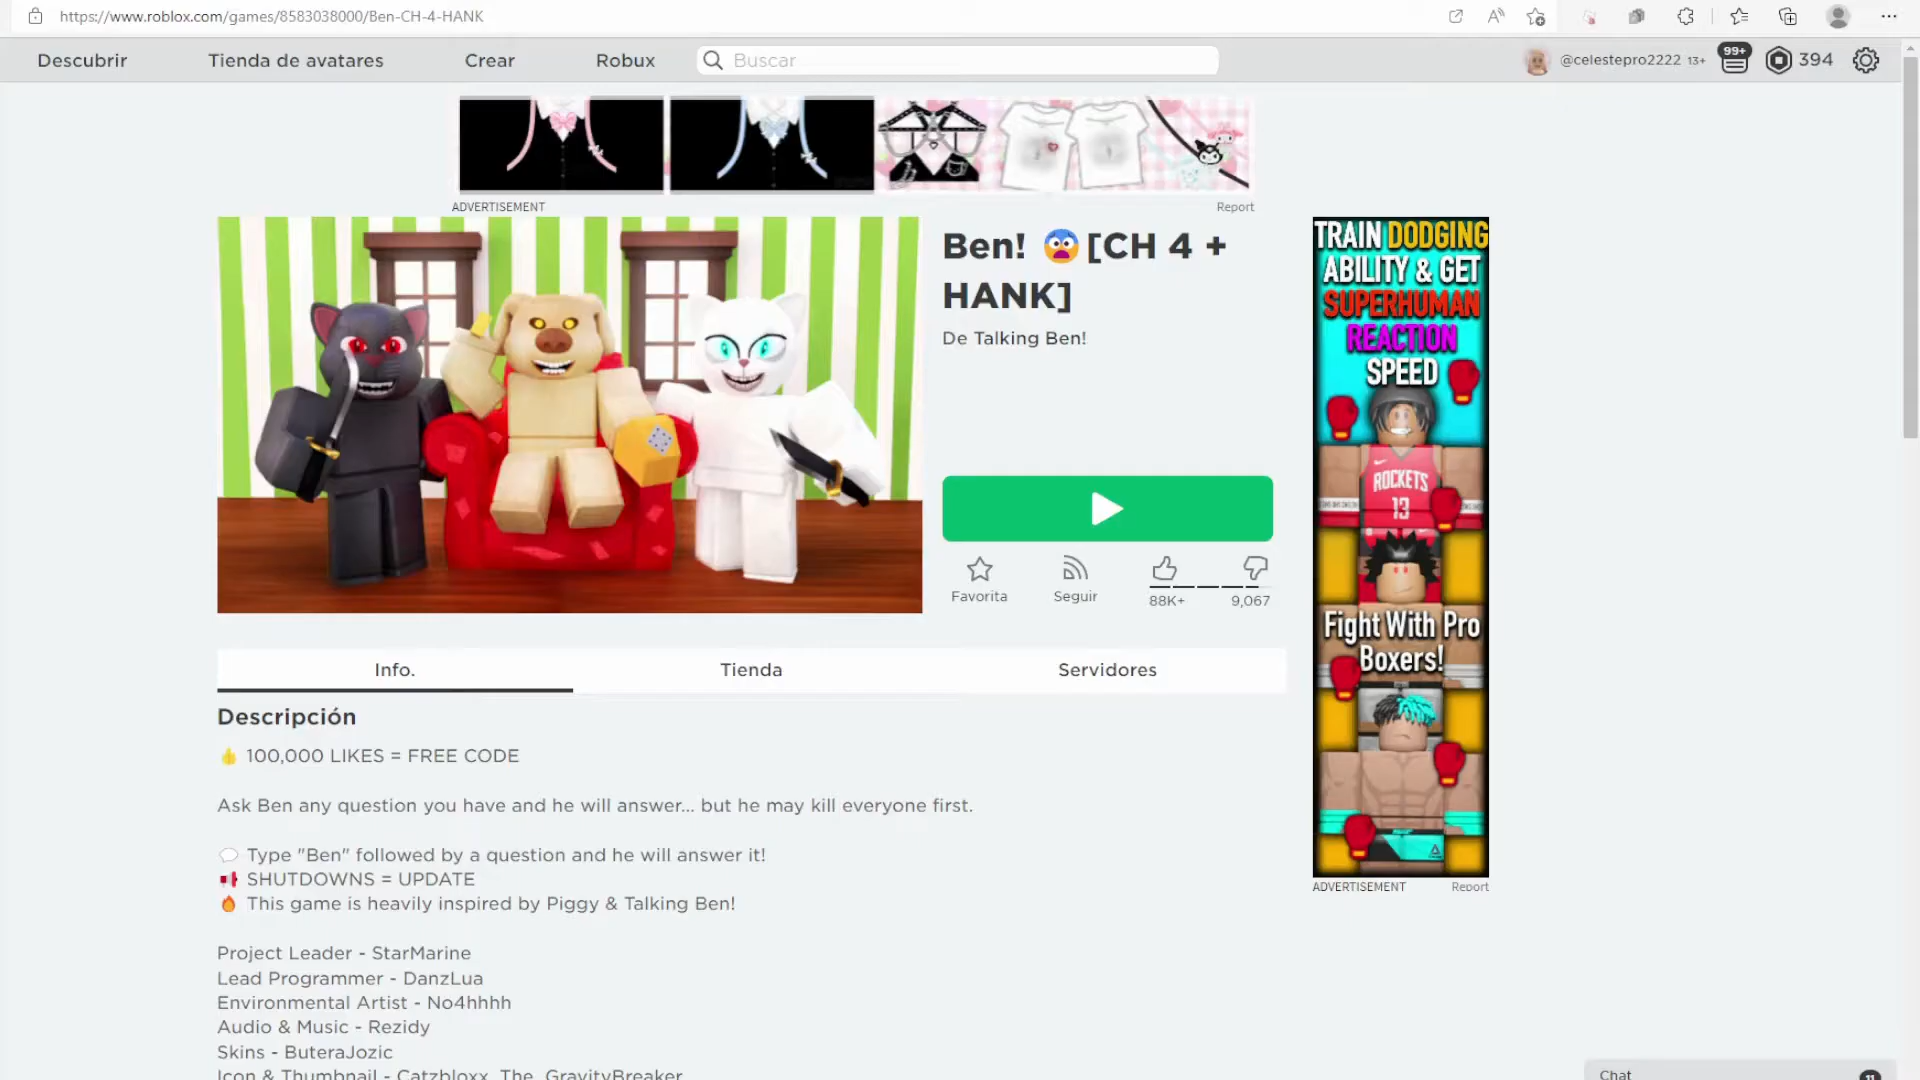 https://www.roblox.com/games/8583038000/Ben-CH-4-HANK
Descubrir
Tienda de avatares
Crear
Robux
Buscar
@celestepro2222 13+
99+
394
ADVERTISEMENT
Report
Ben! 😨[CH 4 +
HANK]
De Talking Ben!
Favorita
Seguir
88K+
9,067
TRAIN DODGING
ABILITY & GET
SUPERHUMAN
REACTION
SPEED
ROCKETS
13
Fight With Pro
Boxers!
ADVERTISEMENT
Report
Info.
Tienda
Servidores
Descripción
👍 100,000 LIKES = FREE CODE
Ask Ben any question you have and he will answer... but he may kill everyone first.
💬 Type "Ben" followed by a question and he will answer it!
📢 SHUTDOWNS = UPDATE
🔥 This game is heavily inspired by Piggy & Talking Ben!
Project Leader - StarMarine
Lead Programmer - DanzLua
Environmental Artist - No4hhhh
Audio & Music - Rezidy
Skins - ButeraJozic
Icon & Thumbnail - Catzbloxx, The_GravityBreaker
Chat
11